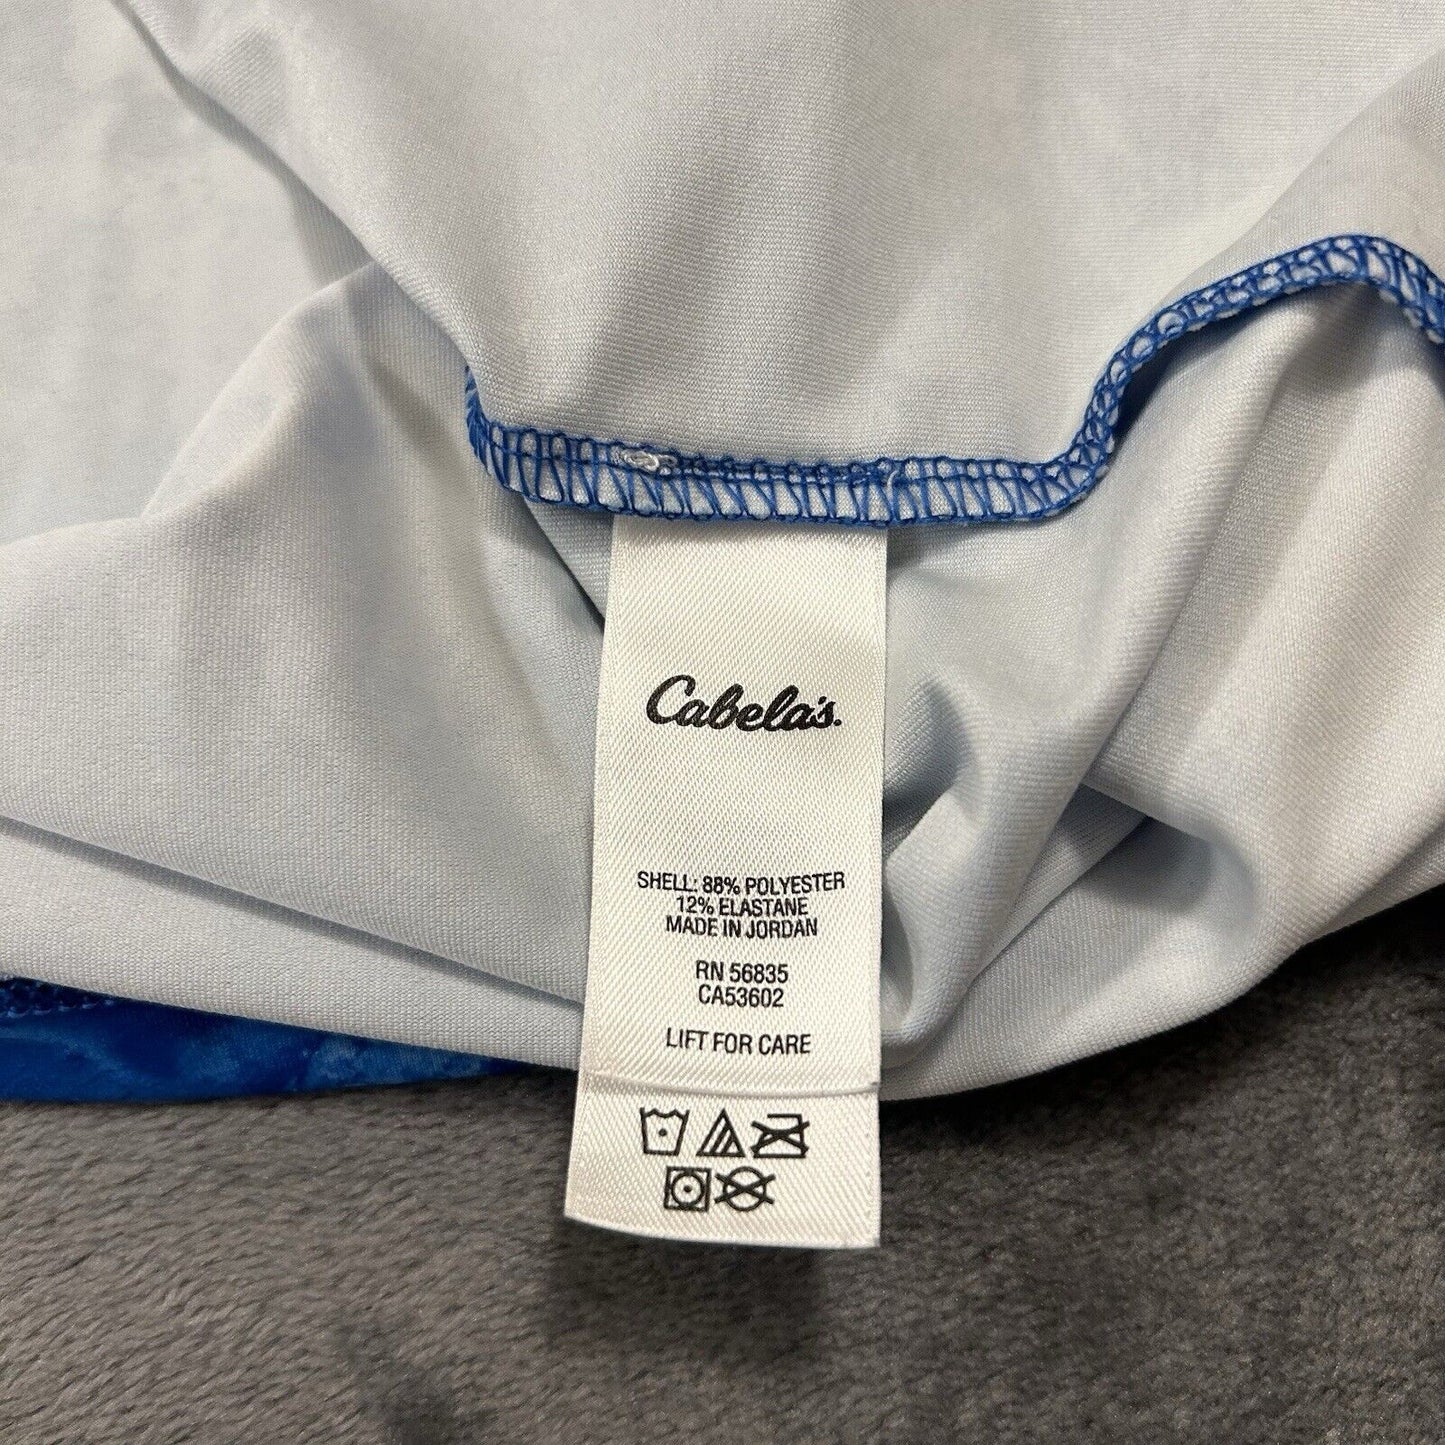 Cabela's.
SHELL: 88% POLYESTER
12% ELASTANE
MADE IN JORDAN
RN 56835
CA53602
LIFT FOR CARE